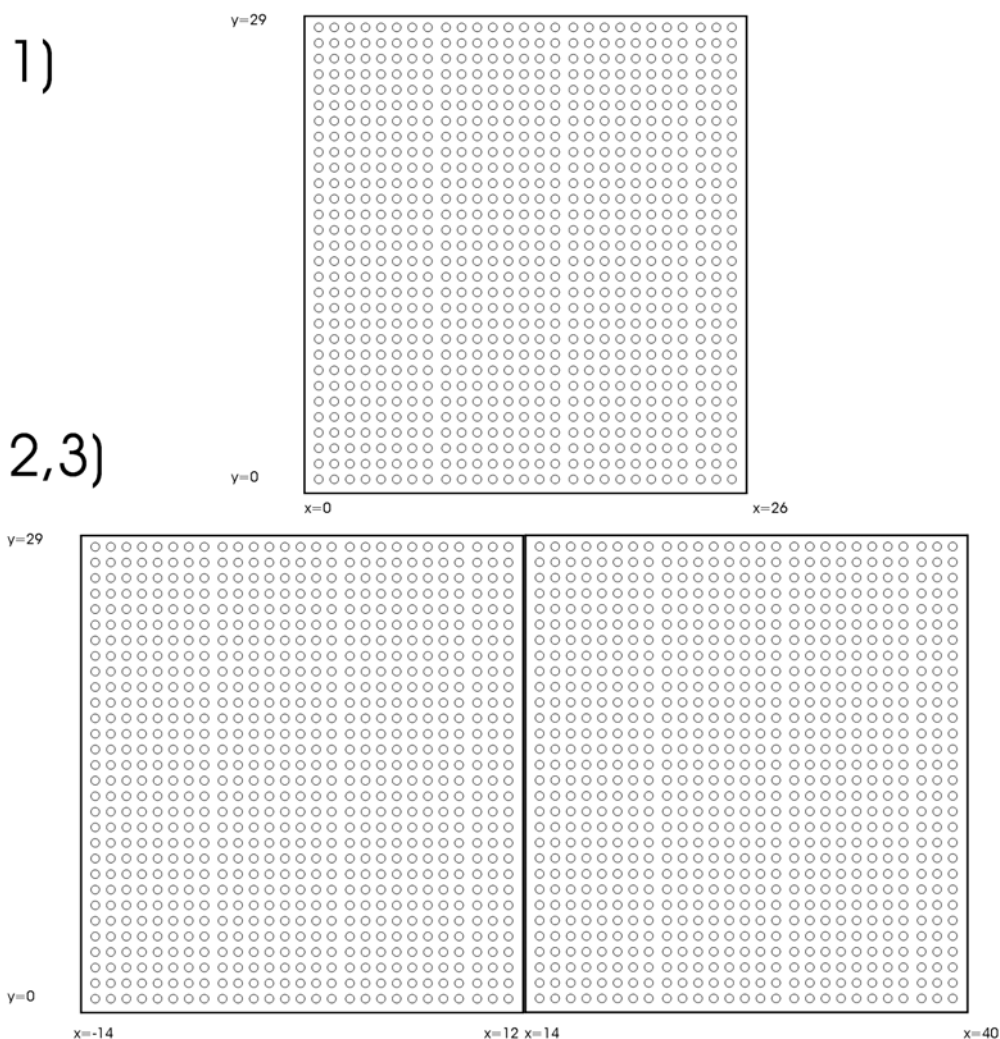 y=29
1)
2,3)
y=0
x=0 x=26
y=29
y=0
x=-14 x=12 x=14 x=40